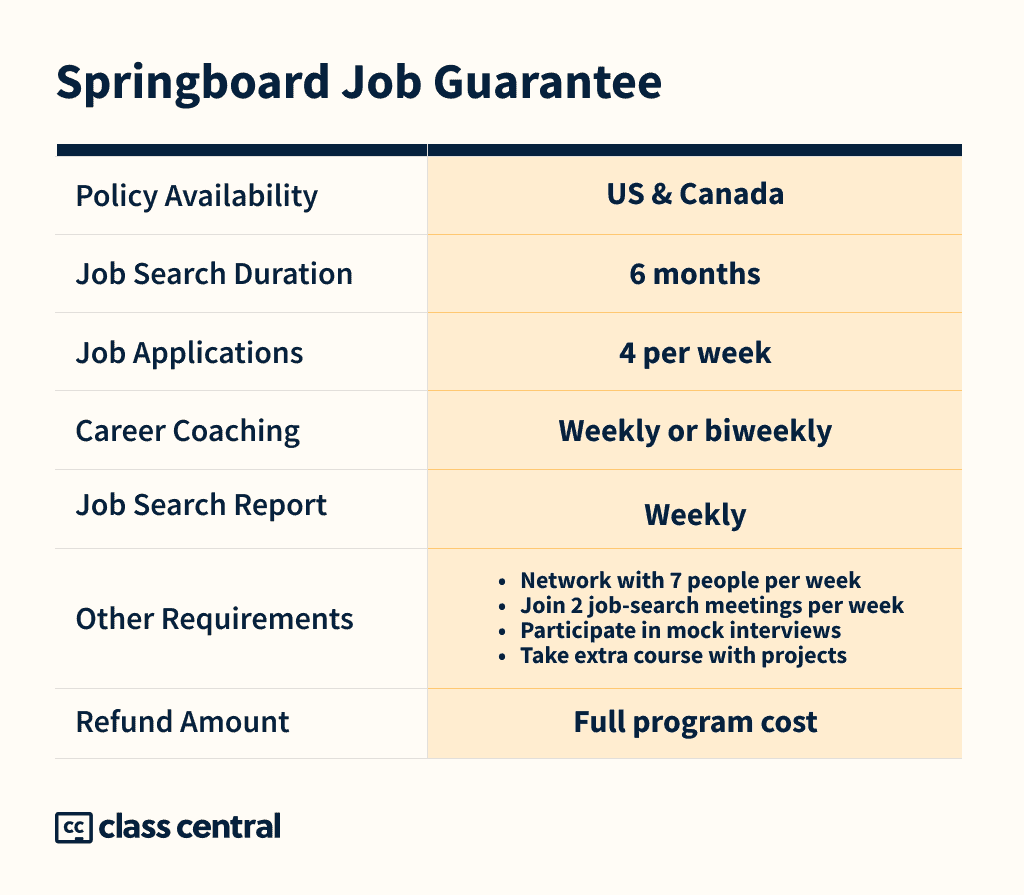 Springboard Job Guarantee
Policy Availability
US & Canada
Job Search Duration
6 months
Job Applications
4 per week
Career Coaching
Weekly or biweekly
Job Search Report
Weekly
Other Requirements
• Network with 7 people per week
• Join 2 job-search meetings per week
• Participate in mock interviews
• Take extra course with projects
Refund Amount
Full program cost
cc class central